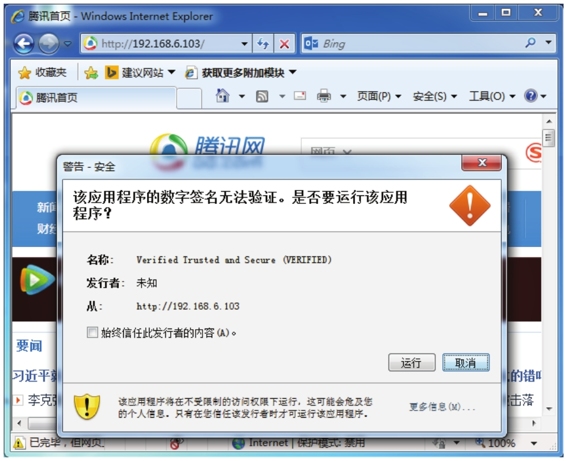 腾讯首页 - Windows Internet Explorer
http://192.168.6.103/
Bing
收藏夹
建议网站
获取更多附加模块
腾讯首页
页面(P)
安全(S)
工具(O)
腾讯网
网页
S
警告 - 安全
该应用程序的数字签名无法验证。是否要运行该应用
程序？
新闻
财经
名称: Verified Trusted and Secure (VERIFIED)
发行者: 未知
从: http://192.168.6.103
始终信任此发行者的内容(A)。
运行
取消
要闻
习近平
的错
李克强
击落
该应用程序将在不受限制的访问权限下运行，这可能会危及您
的个人信息。只有在您信任该发行者时才可运行该应用程序。
更多信息(M)...
已完毕，但网页
Internet | 保护模式: 禁用
100%